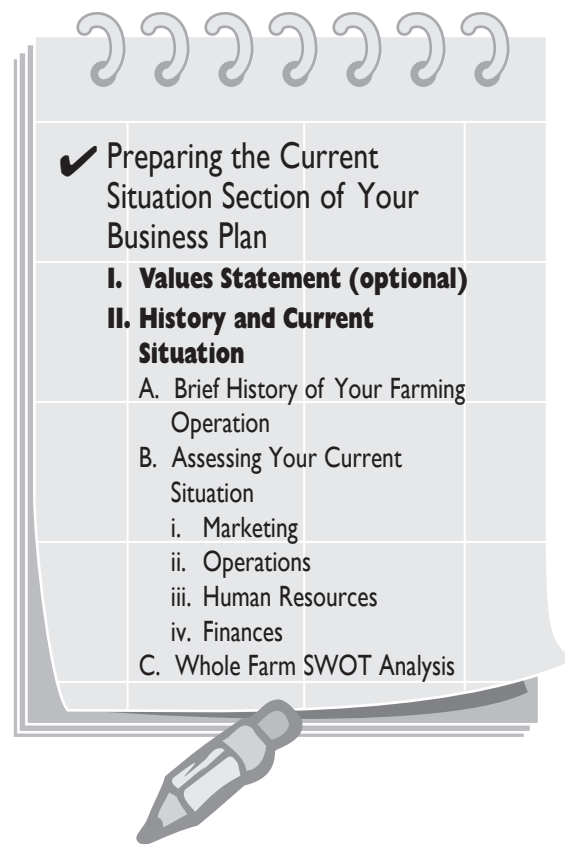 ✔ Preparing the Current
Situation Section of Your
Business Plan
I. Values Statement (optional)
II. History and Current
Situation
A. Brief History of Your Farming
Operation
B. Assessing Your Current
Situation
i. Marketing
ii. Operations
iii. Human Resources
iv. Finances
C. Whole Farm SWOT Analysis